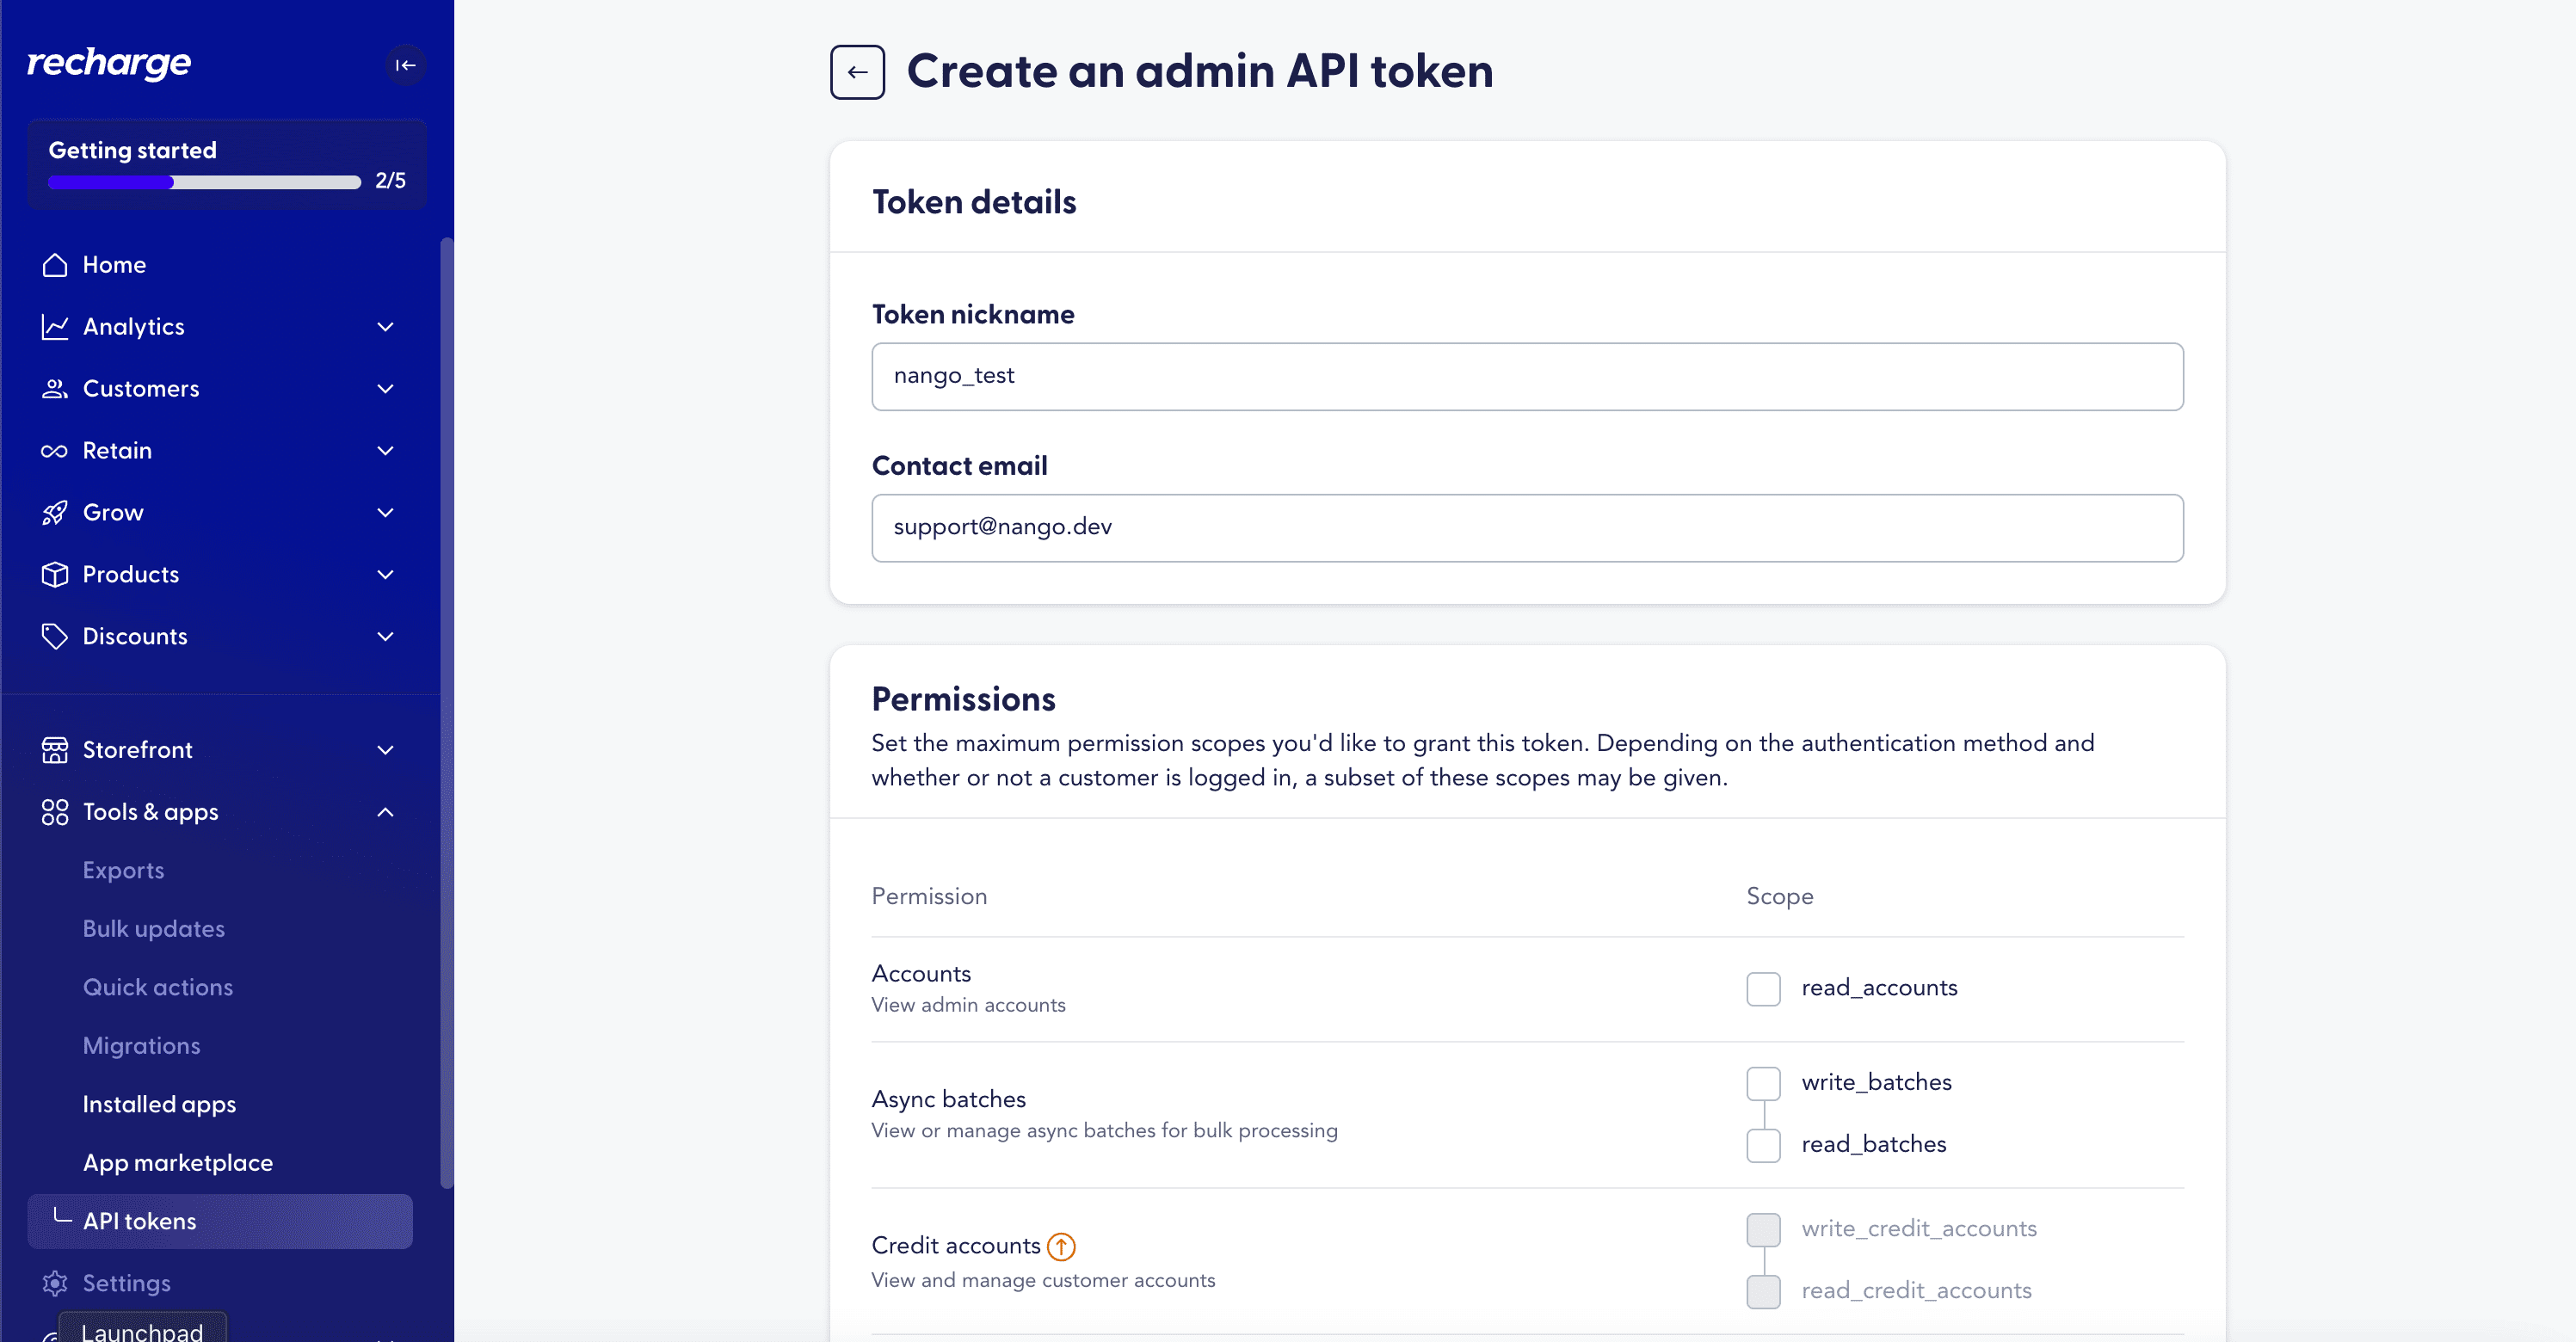 recharge
Getting started
2/5
Home
Analytics
Customers
Retain
Grow
Products
Discounts
Storefront
Tools & apps
Exports
Bulk updates
Quick actions
Migrations
Installed apps
App marketplace
API tokens
Settings
Launchpad
Create an admin API token
Token details
Token nickname
nango_test
Contact email
support@nango.dev
Permissions
Set the maximum permission scopes you'd like to grant this token. Depending on the authentication method and
whether or not a customer is logged in, a subset of these scopes may be given.
Permission
Scope
Accounts
View admin accounts
read_accounts
Async batches
View or manage async batches for bulk processing
write_batches
read_batches
Credit accounts
View and manage customer accounts
write_credit_accounts
read_credit_accounts